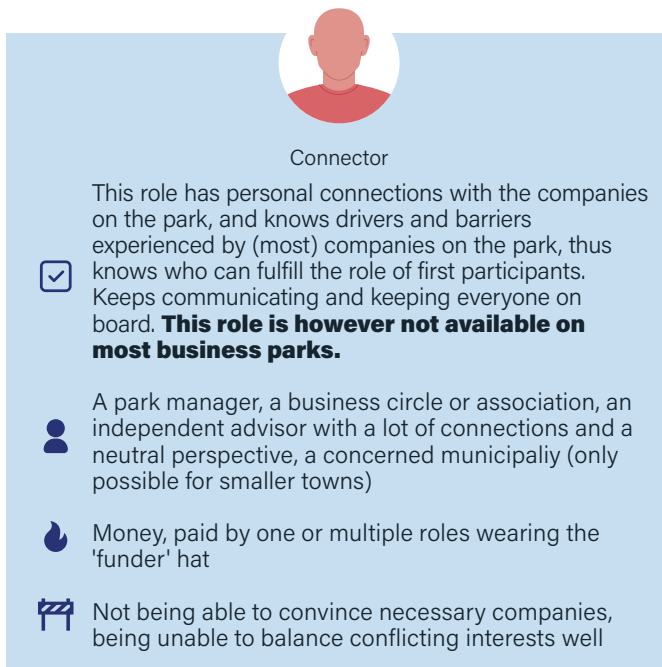 Connector
This role has personal connections with the companies
on the park, and knows drivers and barriers
experienced by (most) companies on the park, thus
knows who can fulfill the role of first participants.
Keeps communicating and keeping everyone on
board. This role is however not available on
most business parks.
A park manager, a business circle or association, an
independent advisor with a lot of connections and a
neutral perspective, a concerned municipaliy (only
possible for smaller towns)
Money, paid by one or multiple roles wearing the
'funder' hat
Not being able to convince necessary companies,
being unable to balance conflicting interests well